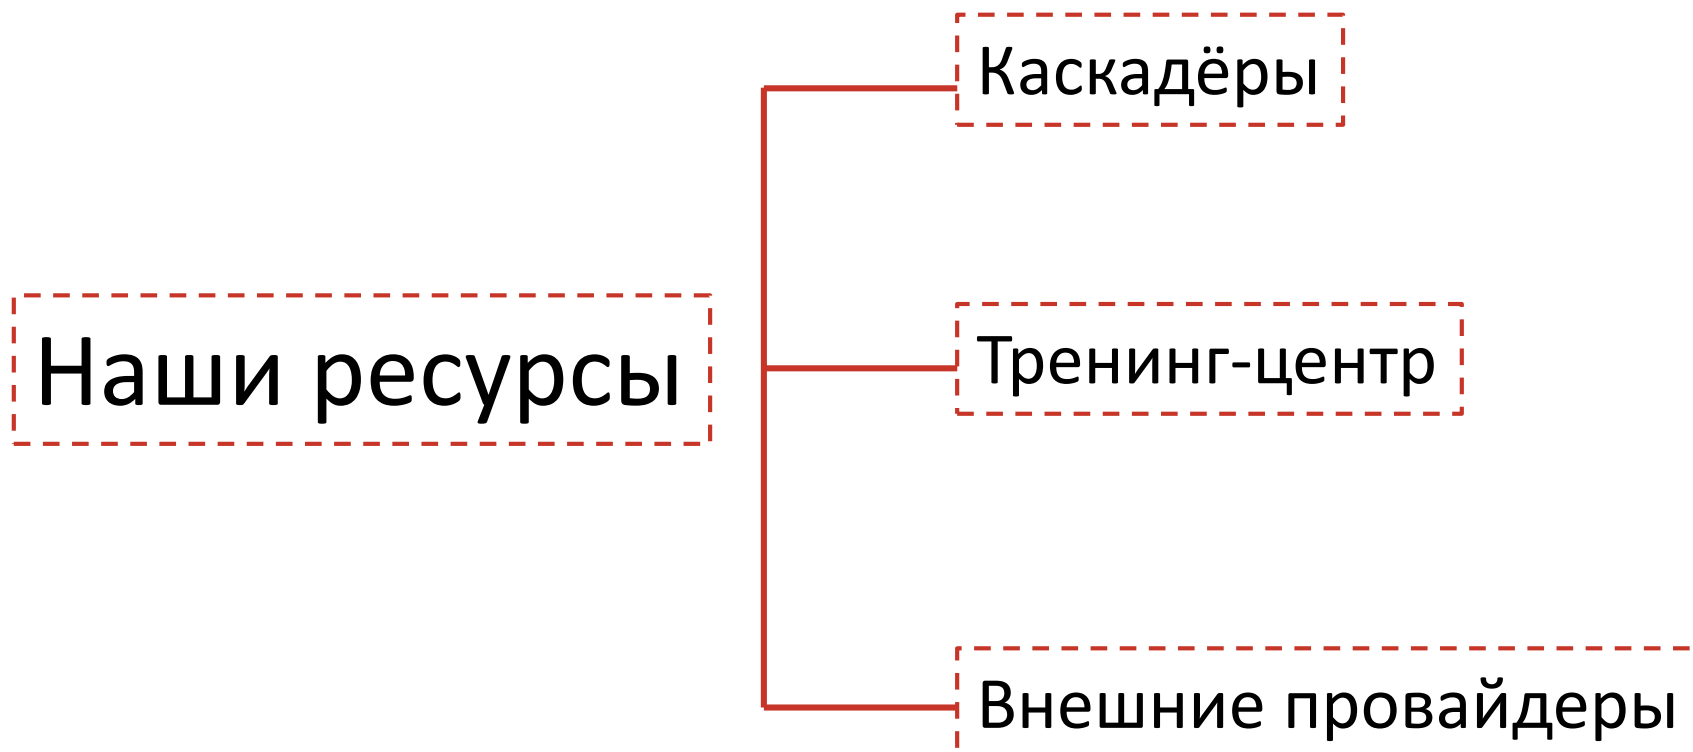 Каскадёры
Наши ресурсы
Тренинг-центр
Внешние провайдеры